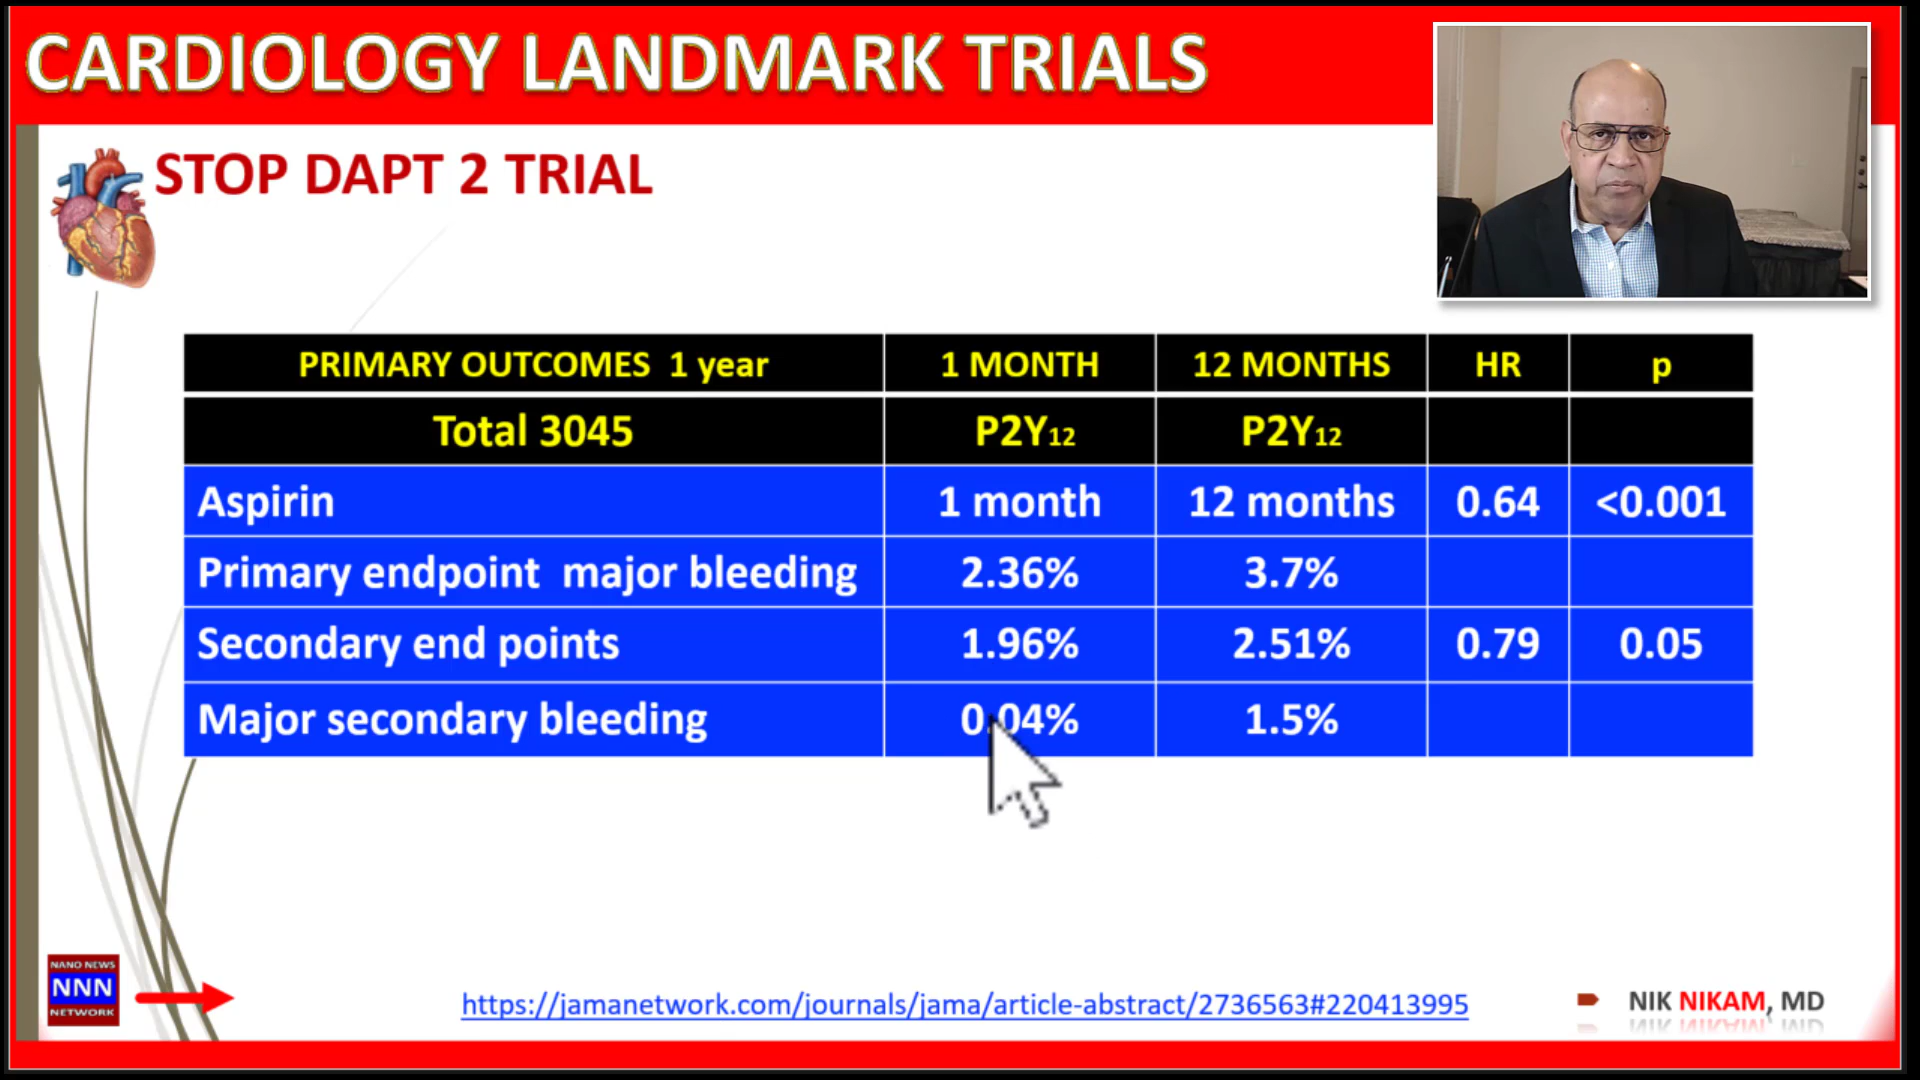 CARDIOLOGY LANDMARK TRIALS
STOP DAPT 2 TRIAL
PRIMARY OUTCOMES 1 year 1 MONTH 12 MONTHS HR p
Total 3045 P2Y12 P2Y12
Aspirin 1 month 12 months 0.64 <0.001
Primary endpoint major bleeding 2.36% 3.7%
Secondary end points 1.96% 2.51% 0.79 0.05
Major secondary bleeding 0.04% 1.5%
NANO NEWS
NNN
NETWORK
https://jamanetwork.com/journals/jama/article-abstract/2736563#220413995
NIK NIKAM, MD